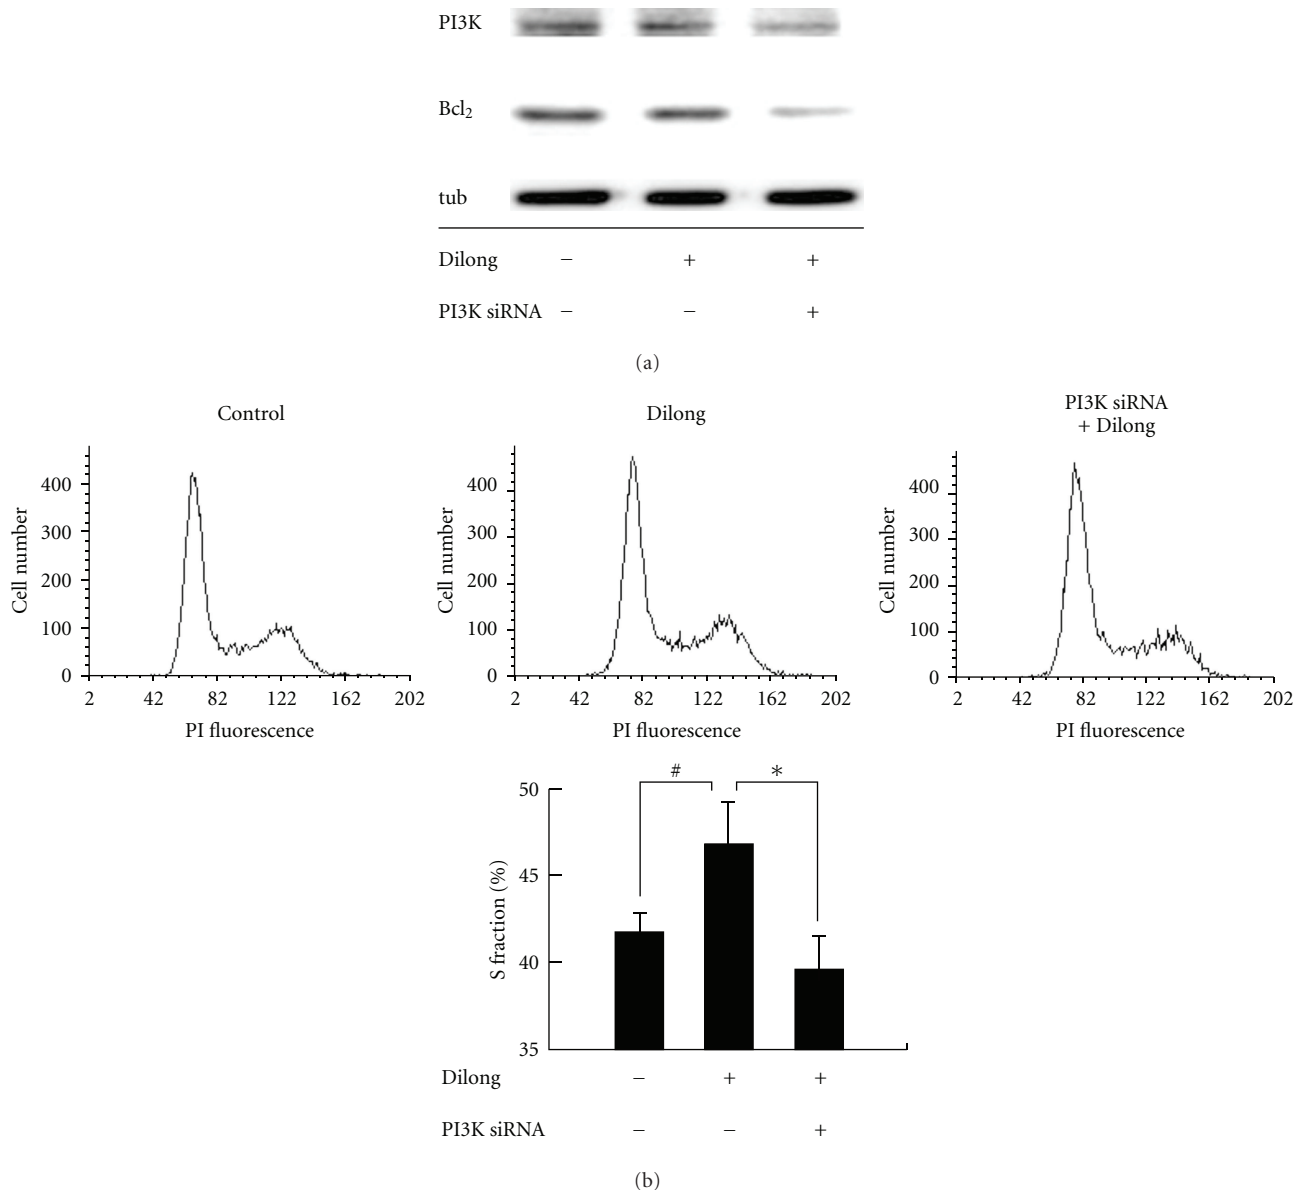 PI3K
Bcl₂
tub
Dilong − + +
PI3K siRNA − − +
(a)
Control
Cell number
400
300
200
100
0
2 42 82 122 162 202
PI fluorescence
Dilong
Cell number
400
300
200
100
0
2 42 82 122 162 202
PI fluorescence
PI3K siRNA
+ Dilong
Cell number
400
300
200
100
0
2 42 82 122 162 202
PI fluorescence
# *
S fraction (%)
50
45
40
35
Dilong − + +
PI3K siRNA − − +
(b)